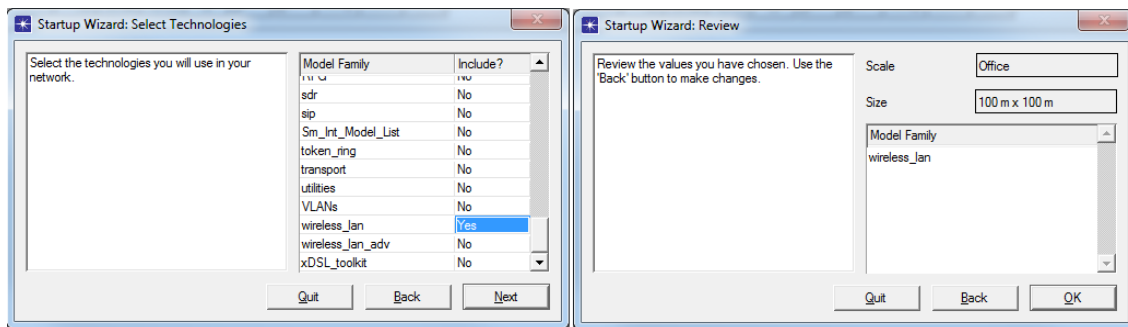 Startup Wizard: Select Technologies
Select the technologies you will use in your
network.
Model Family Include?
No
sdr No
sip No
Sm_Int_Model_List No
token_ring No
transport No
utilities No
VLANs No
wireless_lan Yes
wireless_lan_adv No
xDSL_toolkit No
Quit Back Next
Startup Wizard: Review
Review the values you have chosen. Use the
'Back' button to make changes.
Scale Office
Size 100 m x 100 m
Model Family
wireless_lan
Quit Back OK